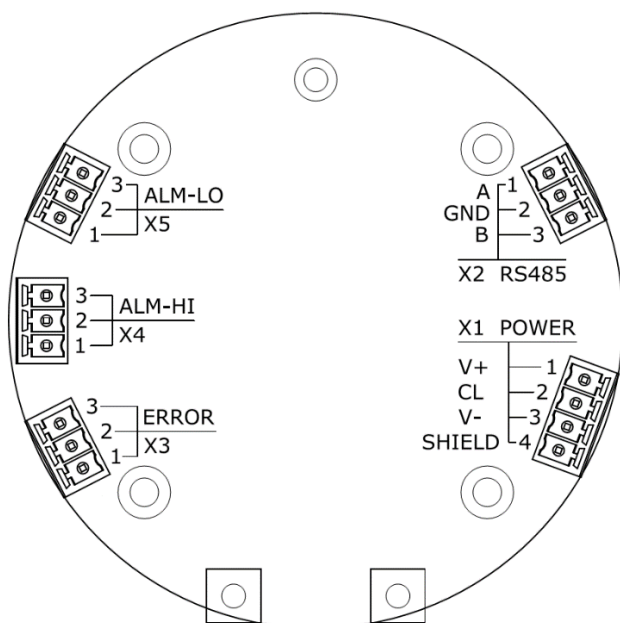 3
2 ALM-LO
1 X5
3
2 ALM-HI
1 X4
3
2 ERROR
1 X3
A 1
GND 2
B 3
X2 RS485
X1 POWER
V+ 1
CL 2
V- 3
SHIELD 4